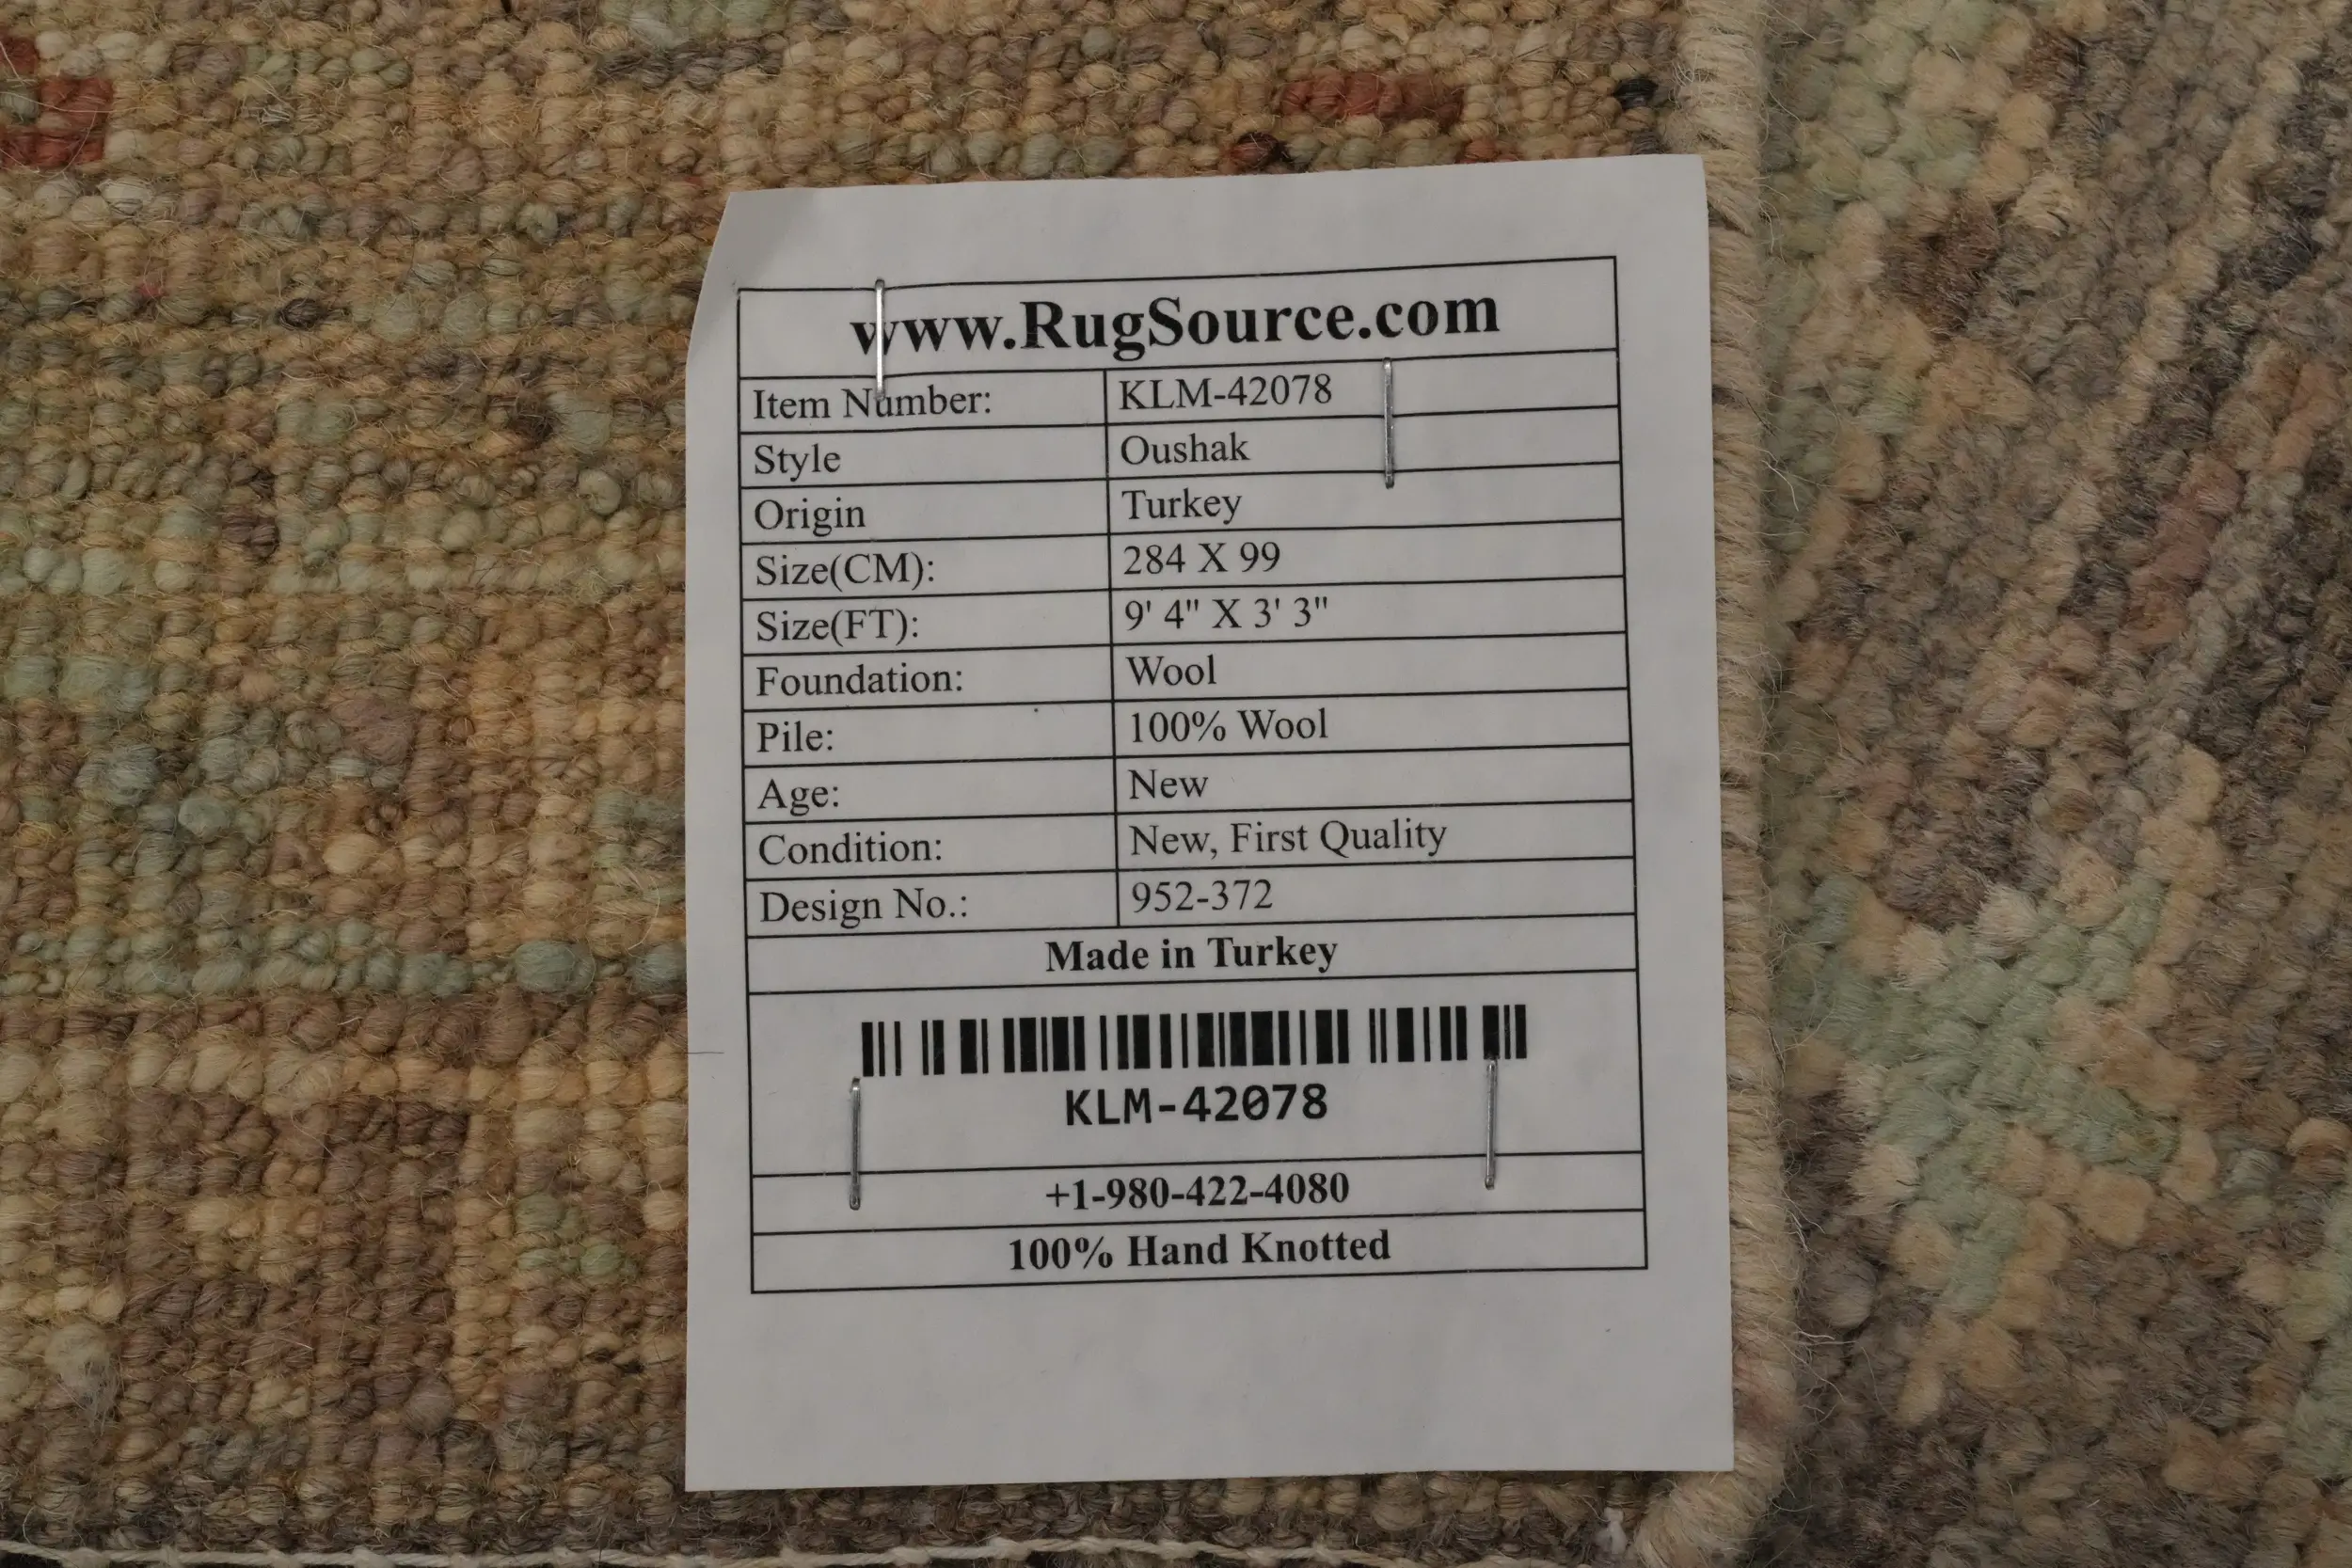 www.RugSource.com
Item Number: KLM-42078
Style Oushak
Origin Turkey
Size(CM): 284 X 99
Size(FT): 9' 4" X 3' 3"
Foundation: Wool
Pile: 100% Wool
Age: New
Condition: New, First Quality
Design No.: 952-372
Made in Turkey
KLM-42078
+1-980-422-4080
100% Hand Knotted